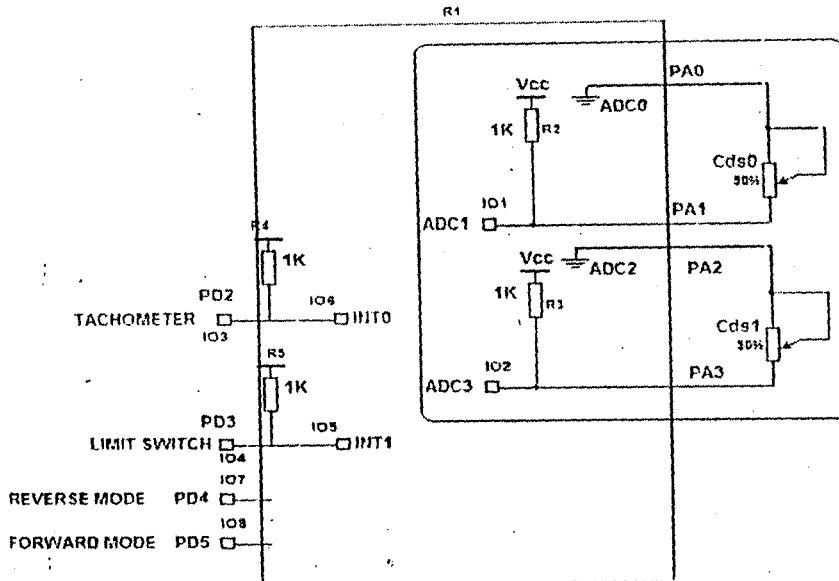 R1
PA0
Vcc
ADC0
1K R2
Cds0
50%
IO1
ADC1
PA1
R4
Vcc
ADC2
PA2
1K
1K R3
PD2
IO6
Cds1
50%
TACHOMETER
INT0
IO3
IO2
R5
PA3
ADC3
1K
PD3
IO5
LIMIT SWITCH
INT1
IO4
IO7
REVERSE MODE PD4
IO8
FORWARD MODE PD5